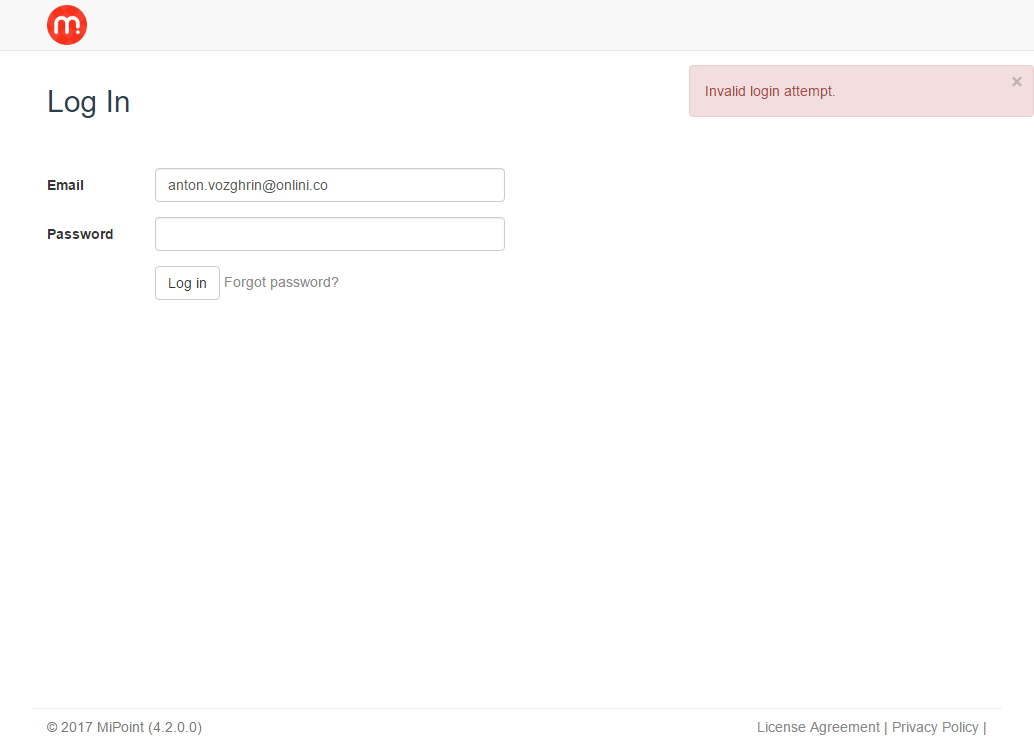 m
Invalid login attempt.
×
Log In
Email
anton.vozghrin@onlini.co
Password
Log in Forgot password?
© 2017 MiPoint (4.2.0.0)
License Agreement | Privacy Policy |